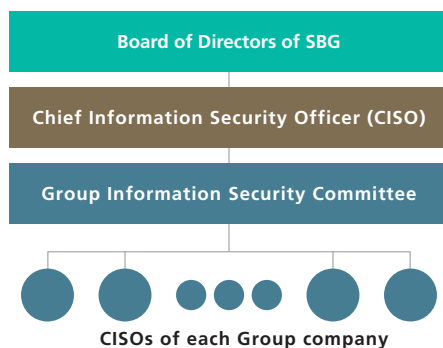 Board of Directors of SBG
Chief Information Security Officer (CISO)
Group Information Security Committee
CISOs of each Group company